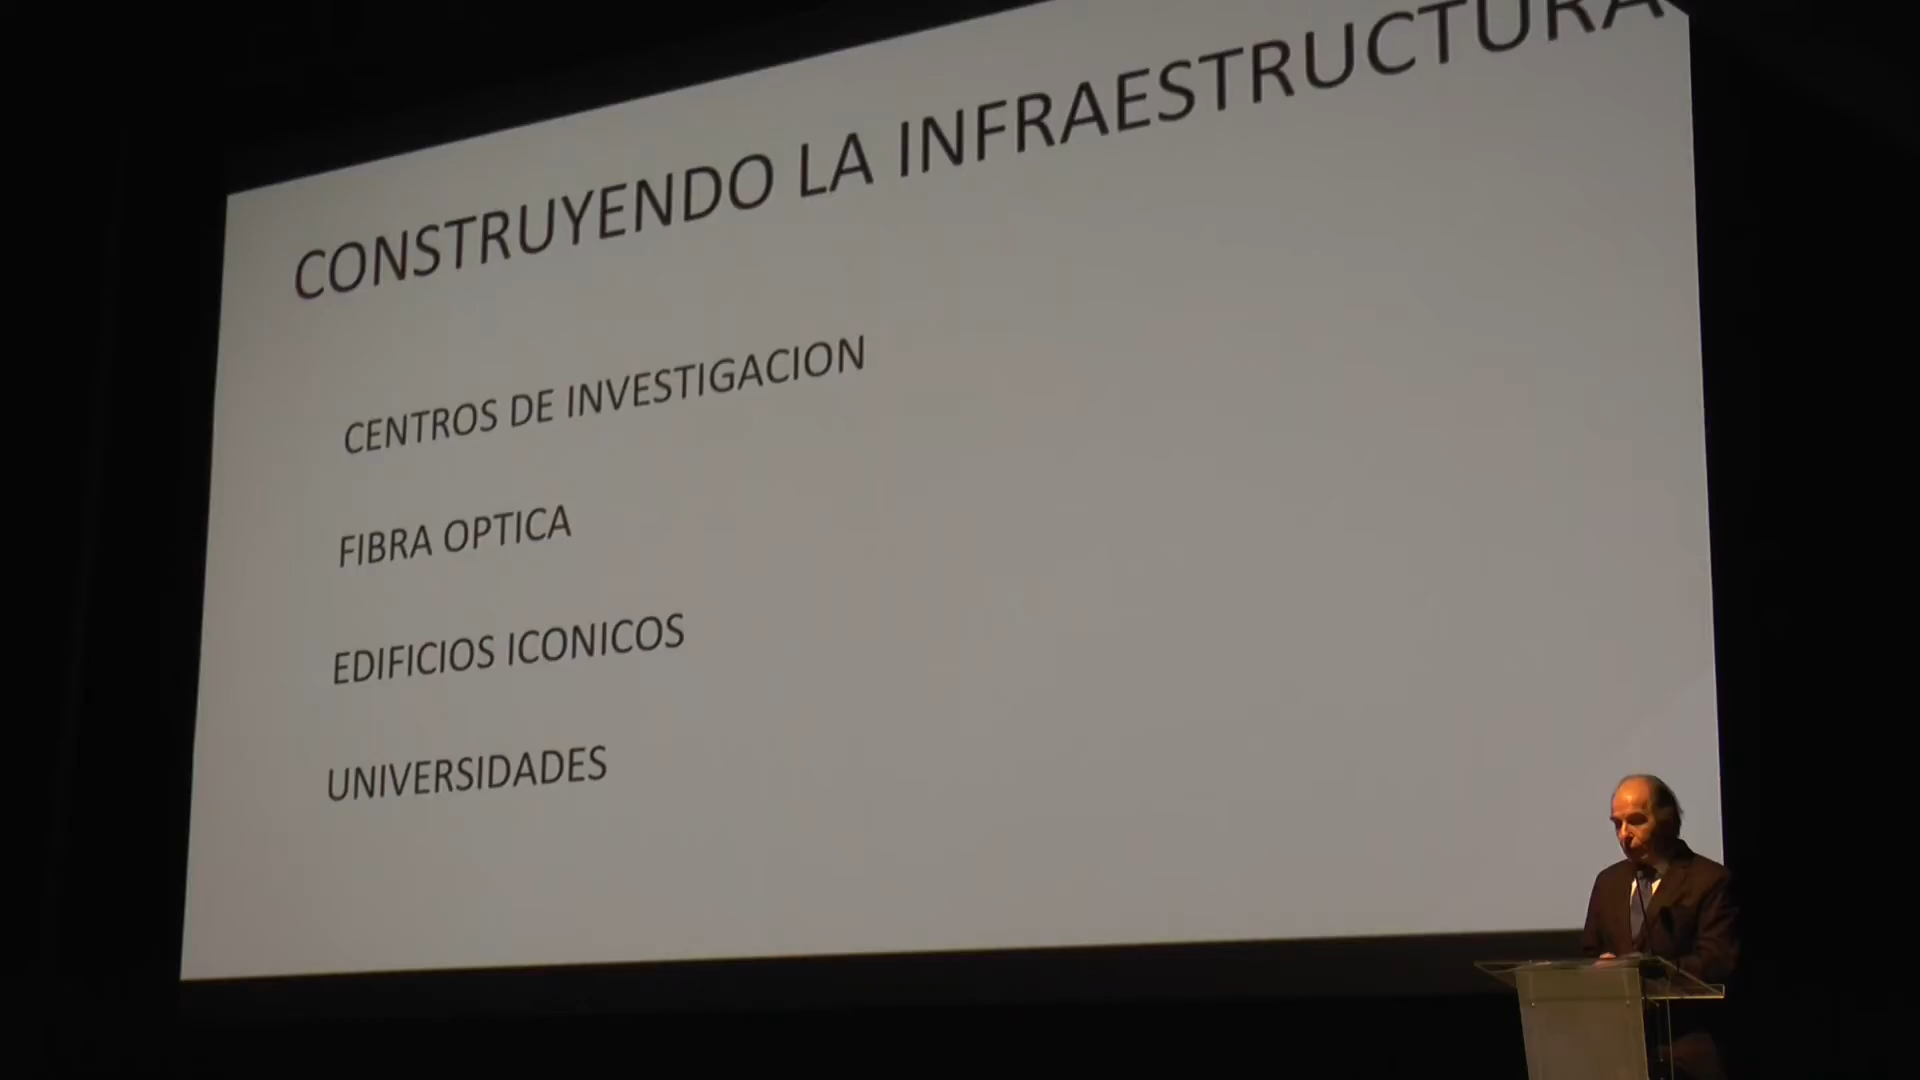 CONSTRUYENDO LA INFRAESTRUCTURA
CENTROS DE INVESTIGACION
FIBRA OPTICA
EDIFICIOS ICONICOS
UNIVERSIDADES